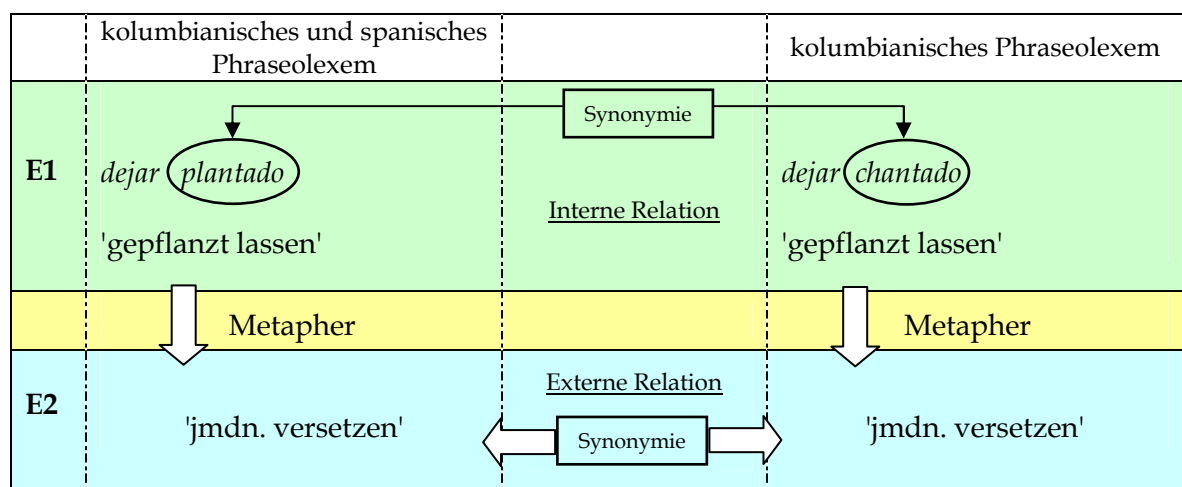 kolumbianisches und spanisches
Phraseolexem
kolumbianisches Phraseolexem
Synonymie
E1
dejar plantado
dejar chantado
Interne Relation
'gepflanzt lassen'
'gepflanzt lassen'
Metapher
Metapher
Externe Relation
E2
'jmdn. versetzen'
Synonymie
'jmdn. versetzen'